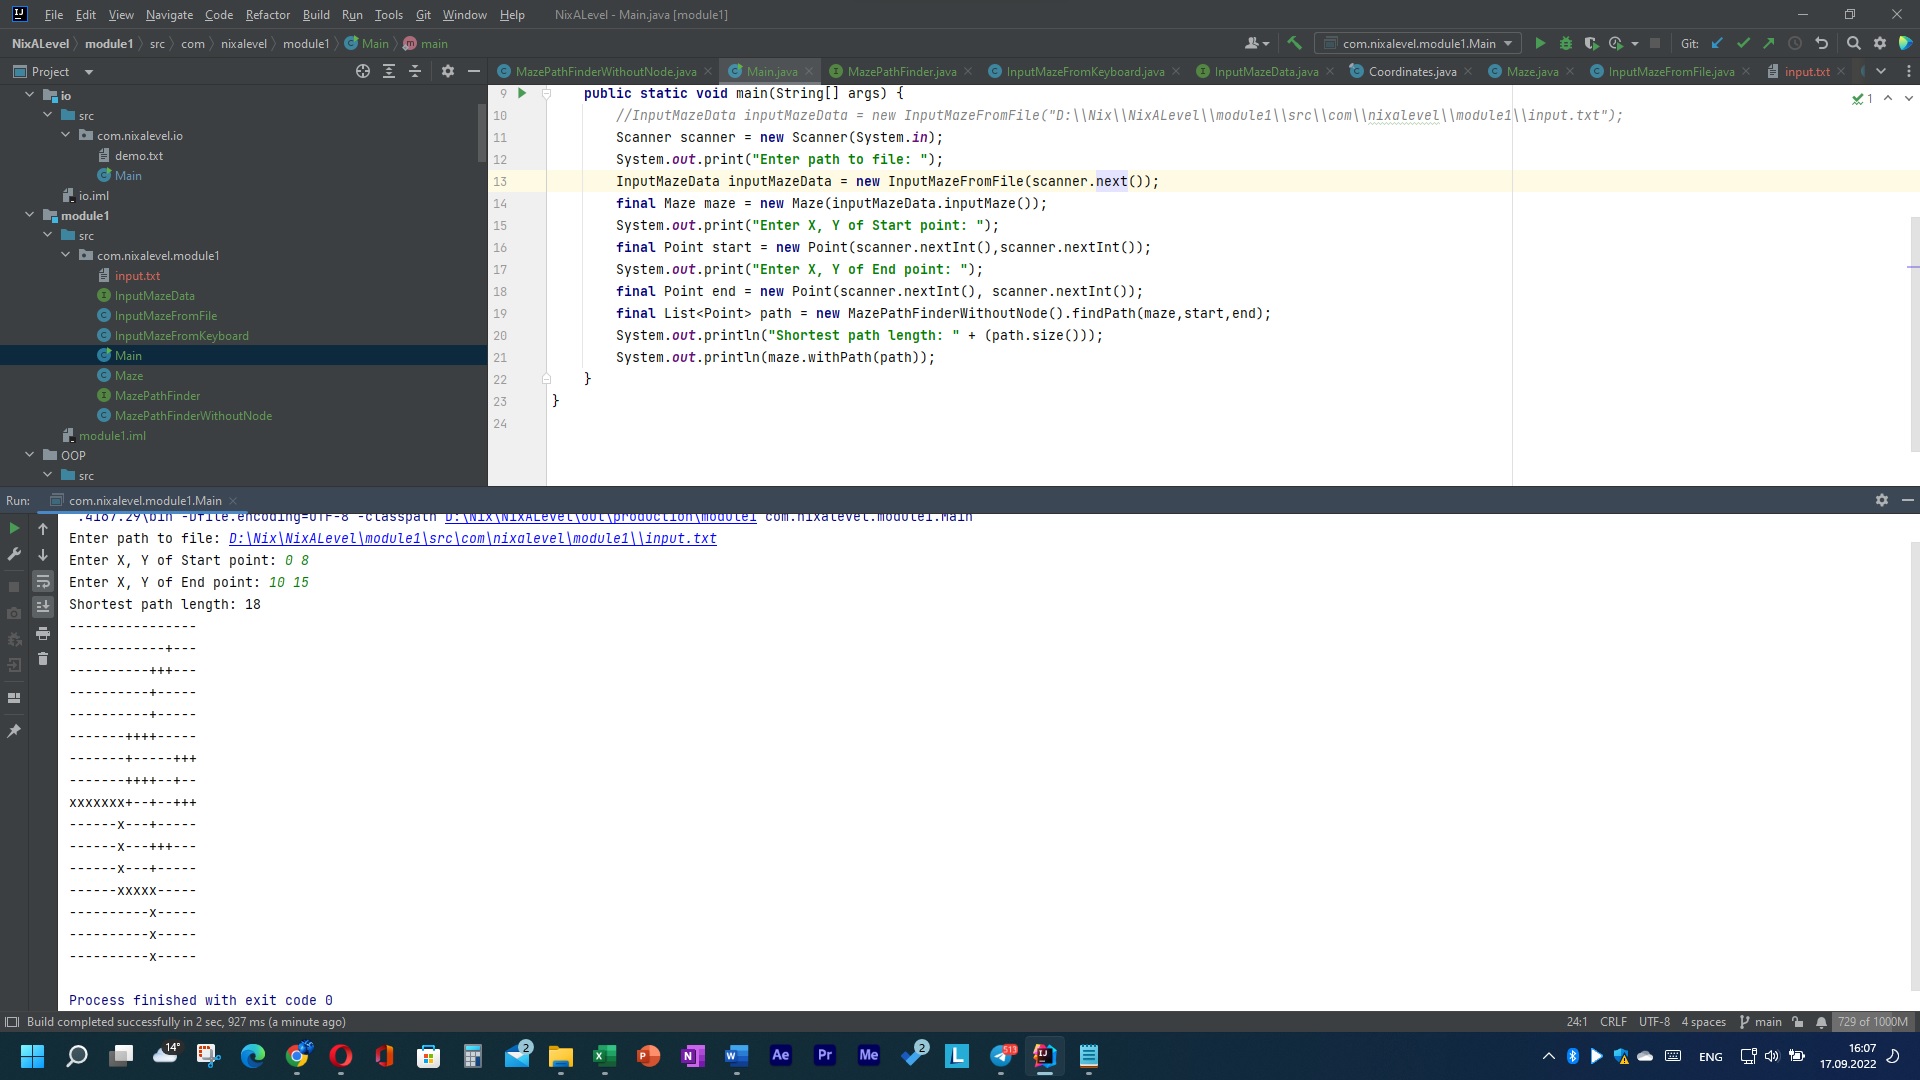 File Edit View Navigate Code Refactor Build Run Tools Git Window Help NixALevel - Main.java [module1]
NixALevel module1 src com nixalevel module1 Main main com.nixalevel.module1.Main Git:
Project MazePathFinderWithoutNode.java Main.java MazePathFinder.java InputMazeFromKeyboard.java InputMazeData.java Coordinates.java Maze.java InputMazeFromFile.java input.txt
io
src
com.nixalevel.io
demo.txt
Main
io.iml
module1
src
com.nixalevel.module1
input.txt
InputMazeData
InputMazeFromFile
InputMazeFromKeyboard
Main
Maze
MazePathFinder
MazePathFinderWithoutNode
module1.iml
OOP
src
1
9 public static void main(String[] args) {
10 //InputMazeData inputMazeData = new InputMazeFromFile("D:\\Nix\\NixALevel\\module1\\src\\com\\nixalevel\\module1\\input.txt");
11 Scanner scanner = new Scanner(System.in);
12 System.out.print("Enter path to file: ");
13 InputMazeData inputMazeData = new InputMazeFromFile(scanner.next());
14 final Maze maze = new Maze(inputMazeData.inputMaze());
15 System.out.print("Enter X, Y of Start point: ");
16 final Point start = new Point(scanner.nextInt(),scanner.nextInt());
17 System.out.print("Enter X, Y of End point: ");
18 final Point end = new Point(scanner.nextInt(), scanner.nextInt());
19 final List<Point> path = new MazePathFinderWithoutNode().findPath(maze,start,end);
20 System.out.println("Shortest path length: " + (path.size()));
21 System.out.println(maze.withPath(path));
22 }
23 }
24
Run: com.nixalevel.module1.Main
.4167.29\bin -Dfile.encoding=UTF-8 -classpath D:\Nix\NixALevel\out\production\module1 com.nixalevel.module1.Main
Enter path to file: D:\Nix\NixALevel\module1\src\com\nixalevel\module1\\input.txt
Enter X, Y of Start point: 0 8
Enter X, Y of End point: 10 15
Shortest path length: 18
----------------
------------+---
----------+++---
----------+-----
----------+-----
-------++++-----
-------+-----+++
-------++++--+--
xxxxxxx+--+--+++
------x---+-----
------x---+++---
------x---+-----
------xxxxx-----
----------x-----
----------x-----
----------x-----
Process finished with exit code 0
Build completed successfully in 2 sec, 927 ms (a minute ago) 24:1 CRLF UTF-8 4 spaces main 729 of 1000M
14° 2 Ae Pr Me 2 L 513 ENG 16:07
17.09.2022